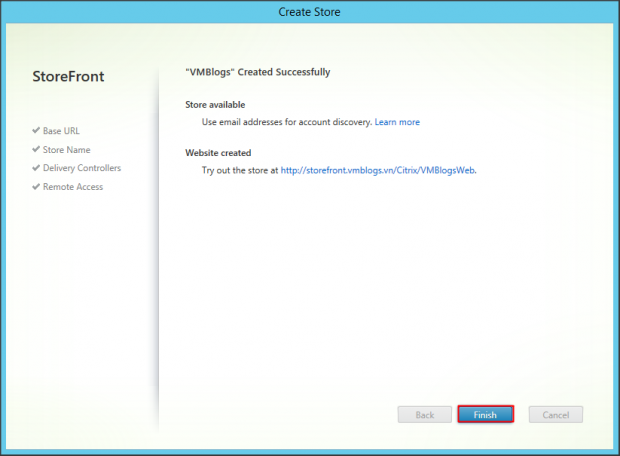 Create Store
StoreFront
Base URL
Store Name
Delivery Controllers
Remote Access
"VMBlogs" Created Successfully
Store available
Use email addresses for account discovery. Learn more
Website created
Try out the store at http://storefront.vmblogs.vn/Citrix/VMBlogsWeb.
Back
Finish
Cancel